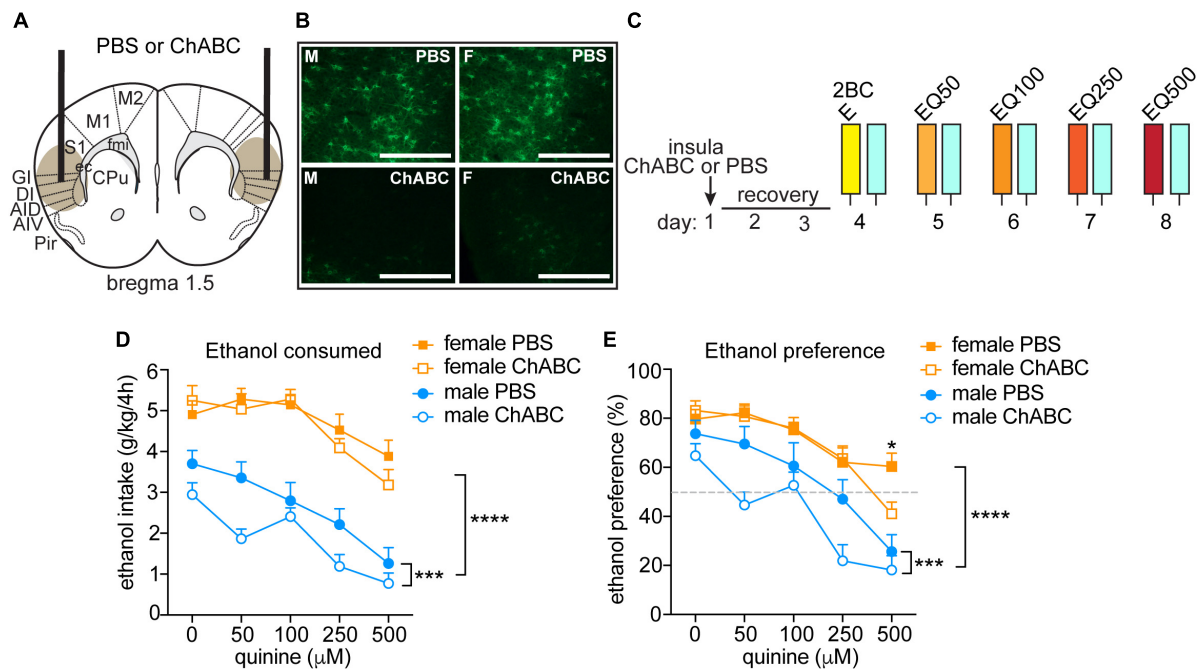 A
PBS or ChABC
M2
M1
S1
fmi
ec
CPu
GI
DI
AID
AIV
Pir
bregma 1.5
B
M PBS
F PBS
M ChABC
F ChABC
C
2BC
E
EQ50
EQ100
EQ250
EQ500
insula
ChABC or PBS
recovery
day: 1 2 3 4 5 6 7 8
D
Ethanol consumed
female PBS
female ChABC
male PBS
male ChABC
ethanol intake (g/kg/4h)
6
5
4
3
2
1
0
****
***
0 50 100 250 500
quinine (μM)
E
Ethanol preference
female PBS
female ChABC
male PBS
male ChABC
ethanol preference (%)
100
80
60
40
20
0
*
****
***
0 50 100 250 500
quinine (μM)